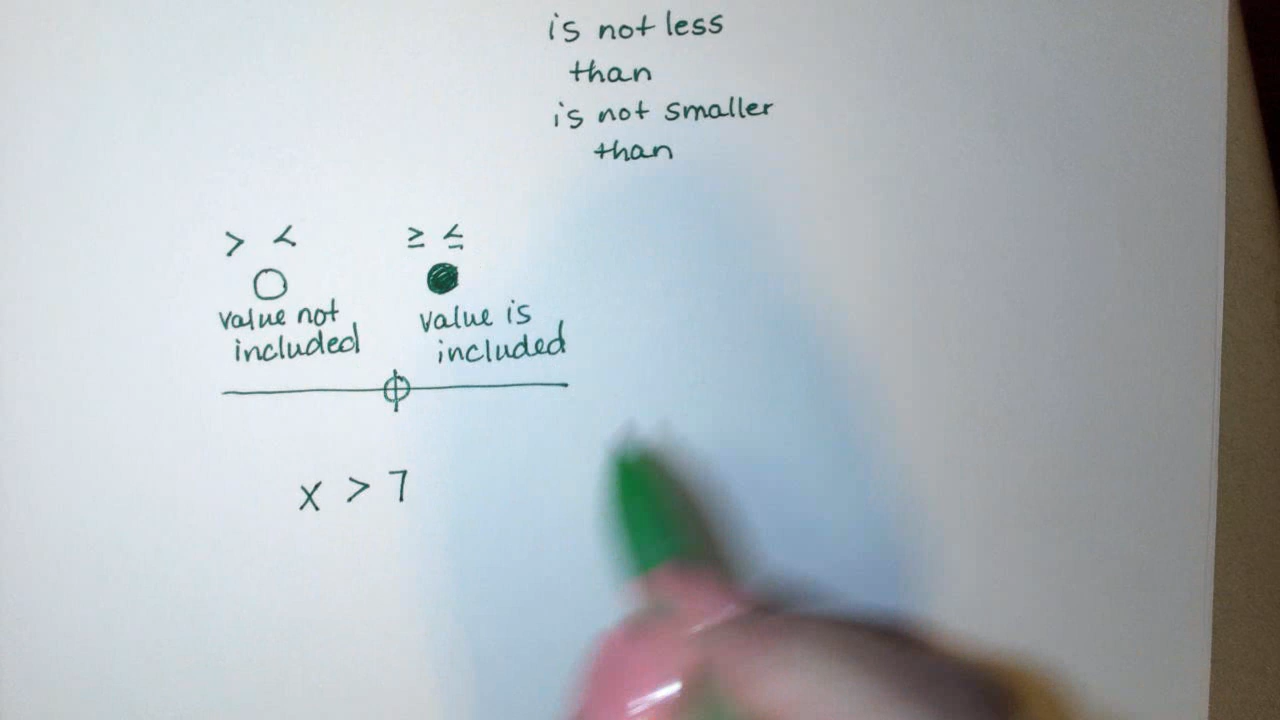 is not less
than
is not smaller
than
> < ≥ ≤
value not value is
included included
x > 7